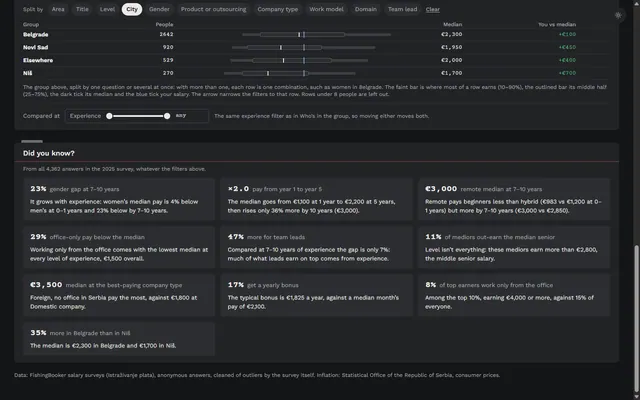 Split by Area Title Level City Gender Product or outsourcing Company type Work model Domain Team lead Clear
Group People Median You vs median
Belgrade 2642 €2,300 +€100
Novi Sad 920 €1,950 +€450
Elsewhere 529 €2,000 +€400
Niš 270 €1,700 +€700
The group above, split by one question or several at once: with more than one, each row is one combination, such as women in Belgrade. The faint bar is where most of a row earns (10–90%), the outlined bar its middle half
(25–75%), the dark tick its median and the blue tick your salary. The arrow narrows the filters to that row. Rows under 6 people are left out.
Compared at Experience any The same experience filter as in Who's in the group, so moving either moves both.
Did you know?
From all 4,362 answers in the 2025 survey, whatever the filters above.
23% gender gap at 7–10 years
It grows with experience: women's median pay is 4% below
men's at 0–1 years and 23% below by 7–10 years.
×2.0 pay from year 1 to year 5
The median goes from €1,100 at 1 year to €2,200 at 5 years,
then rises only 36% more by 10 years (€3,000).
€3,000 remote median at 7–10 years
Remote pays beginners less than hybrid (€983 vs €1,200 at 0–
1 years) but more by 7–10 years (€3,000 vs €2,850).
29% office-only pay below the median
Working only from the office comes with the lowest median at
every level of experience, €1,500 overall.
47% more for team leads
Compared at 7–10 years of experience the gap is only 7%:
much of what leads earn on top comes from experience.
11% of mediors out-earn the median senior
Level isn't everything: these mediors earn more than €2,800,
the middle senior salary.
€3,500 median at the best-paying company type
Foreign, no office in Serbia pay the most, against €1,800 at
Domestic company.
17% get a yearly bonus
The typical bonus is €1,825 a year, against a median month's
pay of €2,100.
8% of top earners work only from the office
Among the top 10%, earning €4,000 or more, against 15% of
everyone.
35% more in Belgrade than in Niš
The median is €2,300 in Belgrade and €1,700 in Niš.
Data: FishingBooker salary surveys (Istraživanje plata), anonymous answers, cleaned of outliers by the survey itself. Inflation: Statistical Office of the Republic of Serbia, consumer prices.